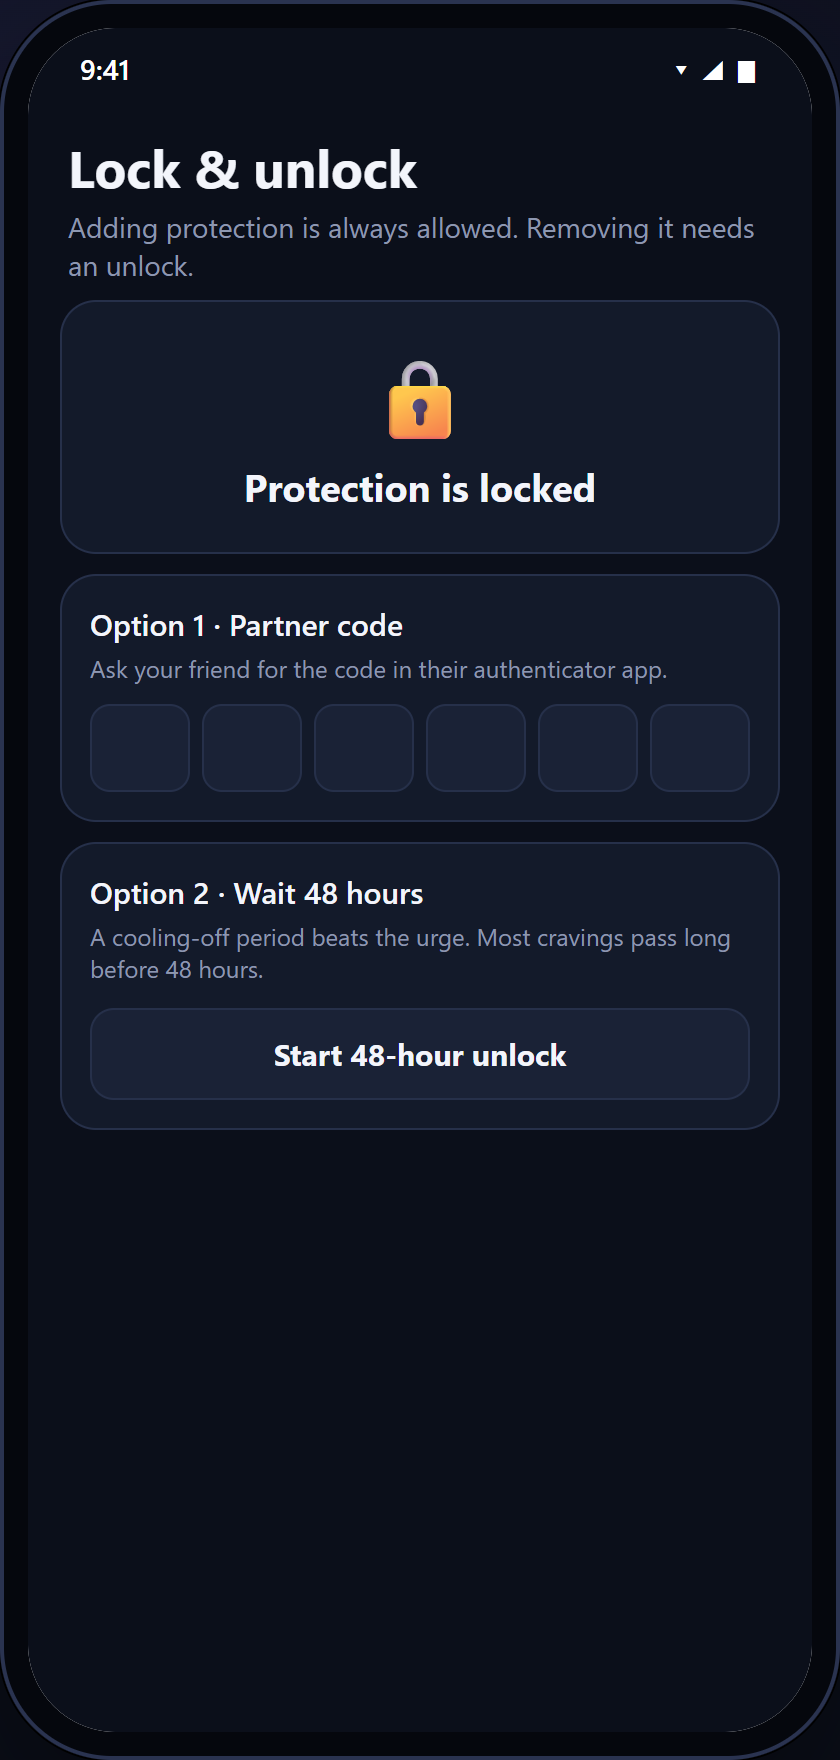 9:41
Lock & unlock
Adding protection is always allowed. Removing it needs
an unlock.
Protection is locked
Option 1 · Partner code
Ask your friend for the code in their authenticator app.
Option 2 · Wait 48 hours
A cooling-off period beats the urge. Most cravings pass long
before 48 hours.
Start 48-hour unlock